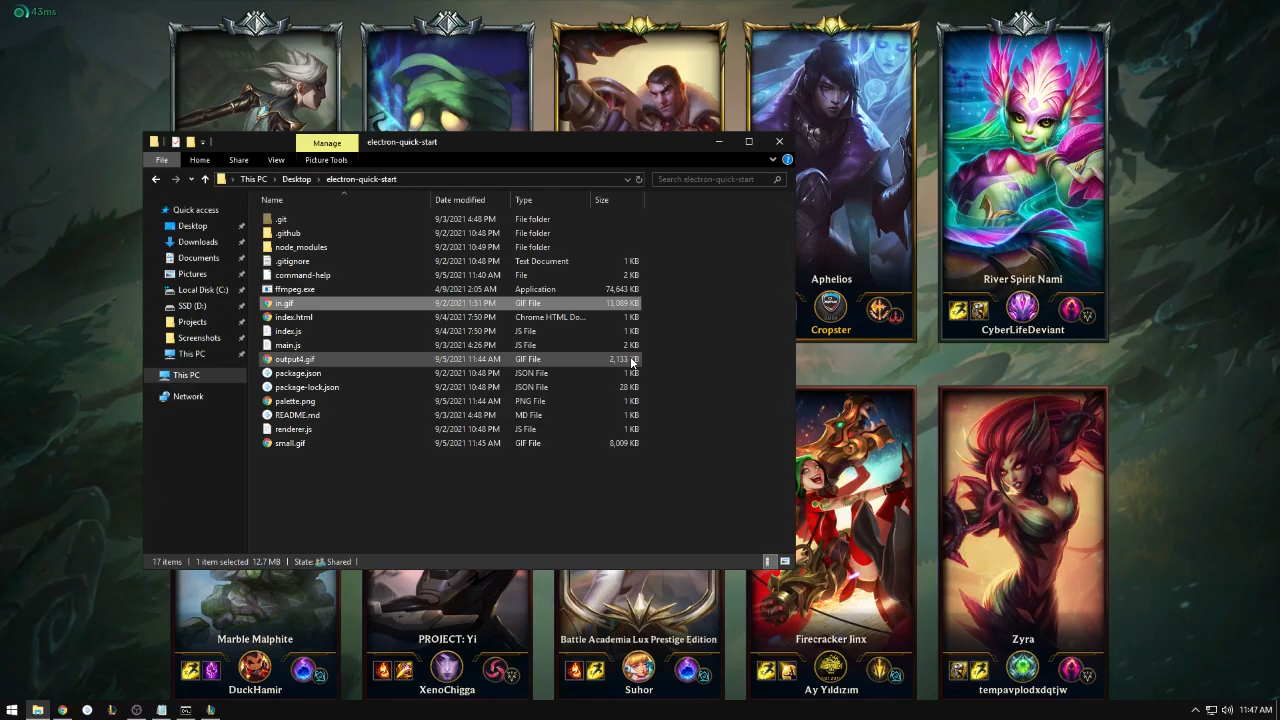 43ms
Manage
electron-quick-start
File
Home
Share
View
Picture Tools
This PC
Desktop
electron-quick-start
Search electron-quick-start
Name
Date modified
Type
Size
Quick access
Desktop
Downloads
Documents
Pictures
Local Disk (C:)
SSD (D:)
Projects
Screenshots
This PC
This PC
Network
.git 9/3/2021 4:48 PM File folder
.github 9/2/2021 10:48 PM File folder
node_modules 9/2/2021 10:49 PM File folder
.gitignore 9/2/2021 10:48 PM Text Document 1 KB
command-help 9/5/2021 11:40 AM File 2 KB
ffmpeg.exe 4/9/2021 2:05 AM Application 74,643 KB
in.gif 9/2/2021 1:51 PM GIF File 13,089 KB
index.html 9/4/2021 7:50 PM Chrome HTML Do... 1 KB
index.js 9/4/2021 7:50 PM JS File 1 KB
main.js 9/3/2021 4:26 PM JS File 2 KB
output4.gif 9/5/2021 11:44 AM GIF File 2,133 KB
package.json 9/2/2021 10:48 PM JSON File 1 KB
package-lock.json 9/2/2021 10:48 PM JSON File 28 KB
palette.png 9/5/2021 11:44 AM PNG File 1 KB
README.md 9/3/2021 4:48 PM MD File 1 KB
renderer.js 9/2/2021 10:48 PM JS File 1 KB
small.gif 9/5/2021 11:45 AM GIF File 8,009 KB
17 items
1 item selected 12.7 MB
State: Shared
Aphelios
Cropster
River Spirit Nami
CyberLifeDeviant
Marble Malphite
DuckHamir
PROJECT: Yi
XenoChigga
Battle Academia Lux Prestige Edition
Suhor
Firecracker Jinx
Ay Yıldızım
Zyra
tempavplodxdqtjw
11:47 AM